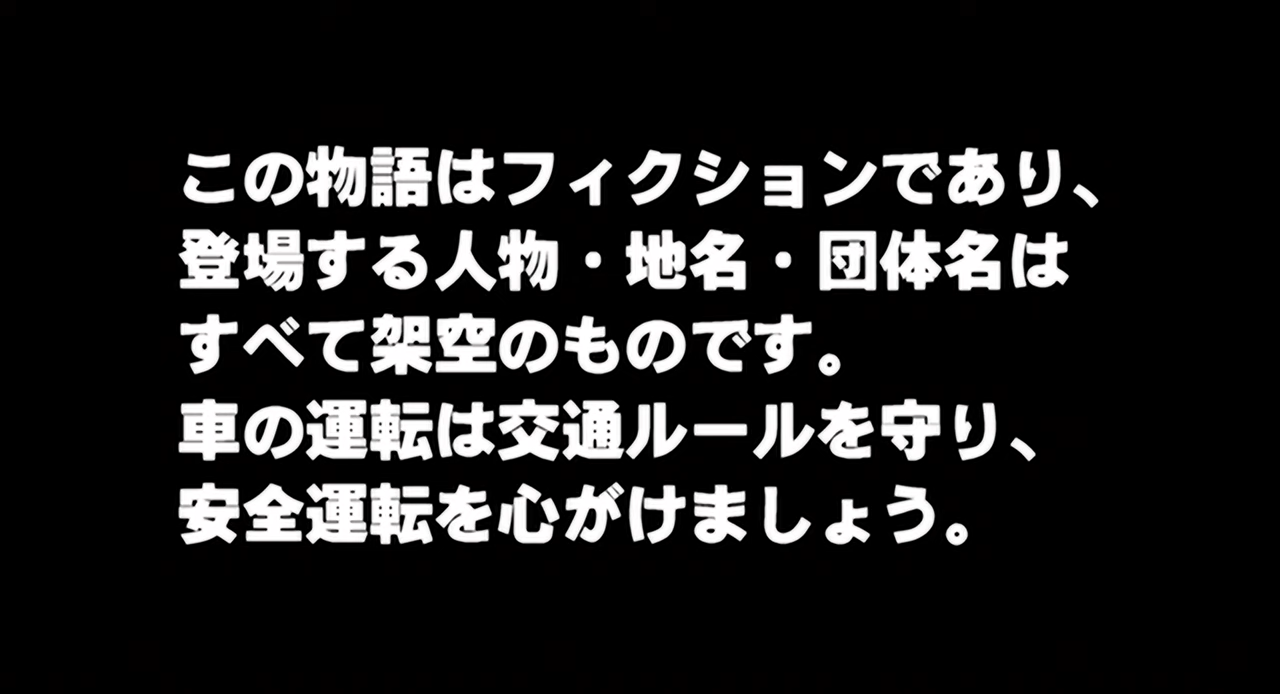 この物語はフィクションであり、
登場する人物・地名・団体名は
すべて架空のものです。
車の運転は交通ルールを守り、
安全運転を心がけましょう。